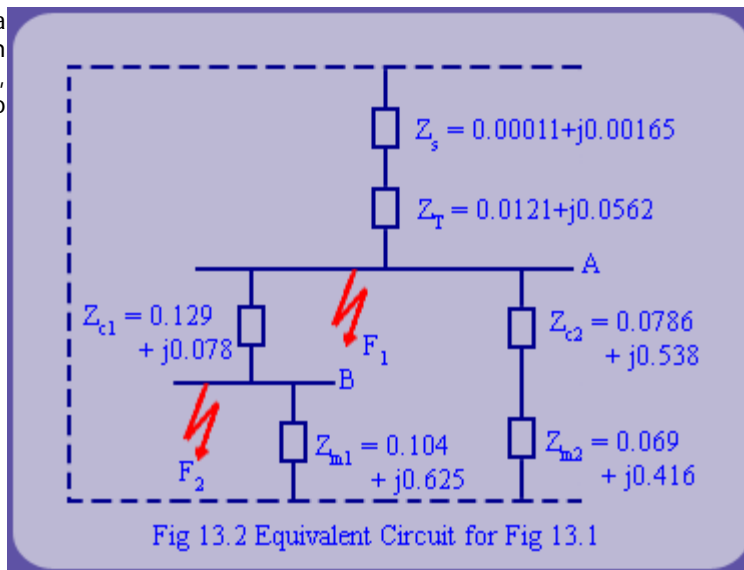 a
n
,
o
Z_s = 0.00011+j0.00165
Z_T = 0.0121+j0.0562
A
Z_c1 = 0.129
+ j0.078
F_1
Z_c2 = 0.0786
+ j0.538
B
F_2
Z_m1 = 0.104
+ j0.625
Z_m2 = 0.069
+ j0.416
Fig 13.2 Equivalent Circuit for Fig 13.1